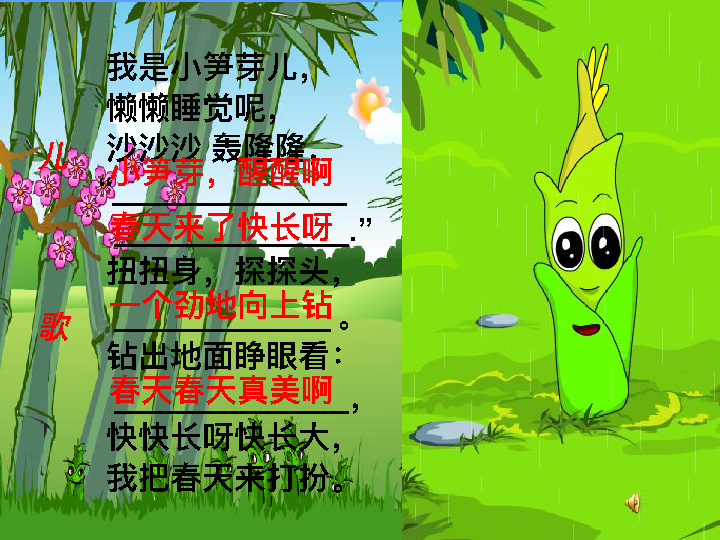 儿歌
我是小笋芽儿，
懒懒睡觉呢，
沙沙沙 轰隆隆，
“小笋芽，醒醒啊
春天来了快长呀.”
扭扭身，探探头，
一个劲地向上钻。
钻出地面睁眼看：
春天春天真美啊，
快快长呀快长大，
我把春天来打扮。